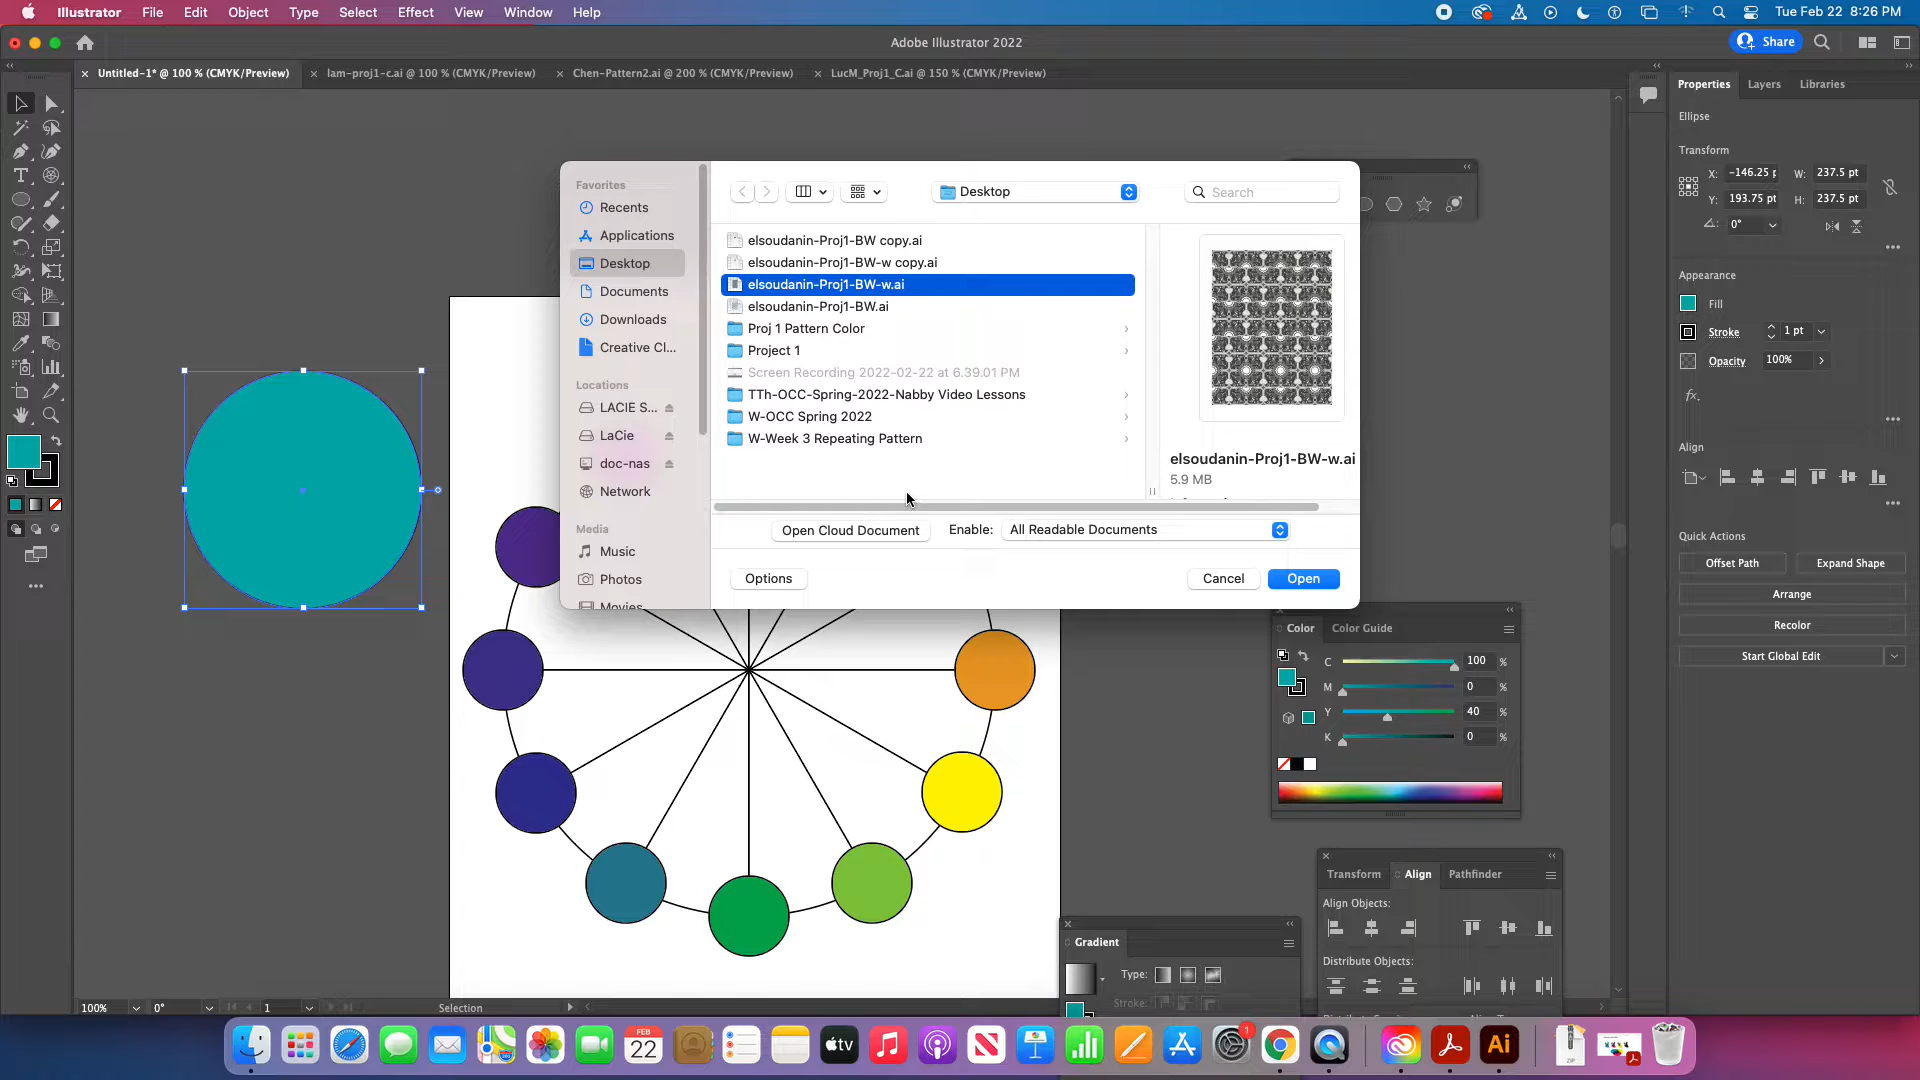 Illustrator File Edit Object Type Select Effect View Window Help Tue Feb 22 8:26 PM
Adobe Illustrator 2022 Share
Untitled-1* @ 100 % (CMYK/Preview) lam-proj1-c.ai @ 100 % (CMYK/Preview) Chen-Pattern2.ai @ 200 % (CMYK/Preview) LucM_Proj1_C.ai @ 150 % (CMYK/Preview)
Favorites
Recents
Applications
Desktop
Documents
Downloads
Creative Cl...
Locations
LACIE S...
LaCie
doc-nas
Network
Media
Music
Photos
Movies
Desktop Search
elsoudanin-Proj1-BW copy.ai
elsoudanin-Proj1-BW-w copy.ai
elsoudanin-Proj1-BW-w.ai
elsoudanin-Proj1-BW.ai
Proj 1 Pattern Color
Project 1
Screen Recording 2022-02-22 at 6.39.01 PM
TTh-OCC-Spring-2022-Nabby Video Lessons
W-OCC Spring 2022
W-Week 3 Repeating Pattern
elsoudanin-Proj1-BW-w.ai
5.9 MB
Open Cloud Document Enable: All Readable Documents
Options Cancel Open
Properties Layers Libraries
Ellipse
Transform
X: -146.25 p W: 237.5 pt
Y: 193.75 pt H: 237.5 pt
0°
Appearance
Fill
Stroke 1 pt
Opacity 100%
fx.
Align
Quick Actions
Offset Path Expand Shape
Arrange
Recolor
Start Global Edit
Color Color Guide
C 100 %
M 0 %
Y 40 %
K 0 %
Transform Align Pathfinder
Align Objects:
Distribute Objects:
Gradient
Type:
Stroke:
100% 0° 1 Selection
FEB
22
tv
1
ZIP
Ai